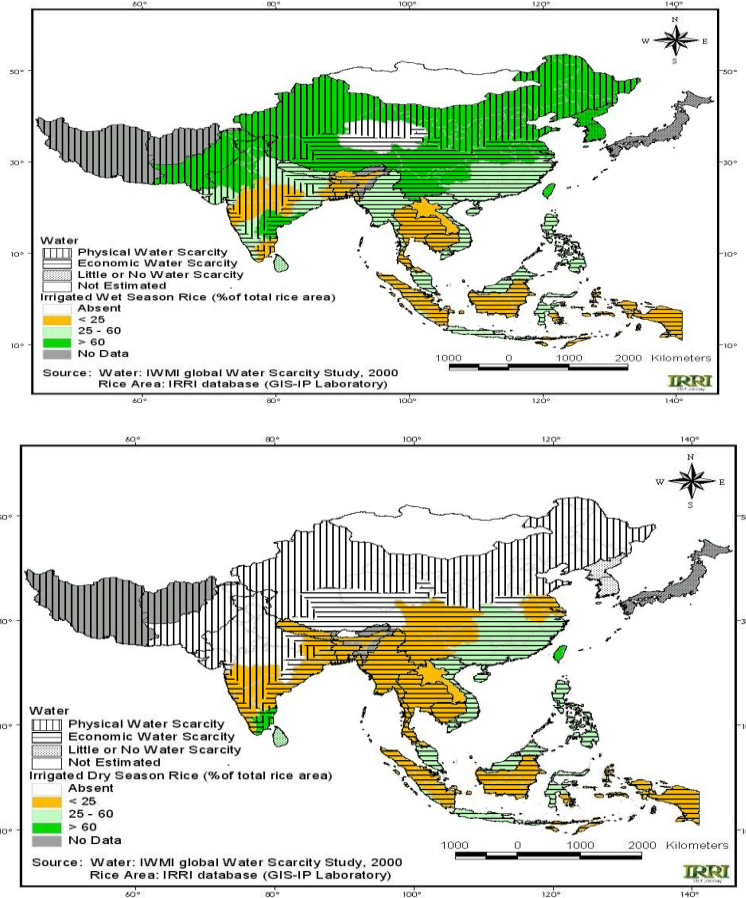 60° 80° 100° 120° 140°
N
W E
S
50° 50°
30° 30°
10° 10°
Water
Physical Water Scarcity
Economic Water Scarcity
Little or No Water Scarcity
Not Estimated
Irrigated Wet Season Rice (%of total rice area)
Absent
< 25
25 - 60
> 60
No Data
10° 10°
1000 0 1000 2000 Kilometers
Source: Water: IWMI global Water Scarcity Study, 2000
Rice Area: IRRI database (GIS-IP Laboratory)
IRRI
60° 80° 100° 120° 140°
60° 80° 100° 120° 140°
N
W E
S
Water
Physical Water Scarcity
Economic Water Scarcity
Little or No Water Scarcity
Not Estimated
Irrigated Dry Season Rice (%of total rice area)
Absent
< 25
25 - 60
> 60
No Data
1000 0 1000 2000 Kilometers
Source: Water: IWMI global Water Scarcity Study, 2000
Rice Area: IRRI database (GIS-IP Laboratory)
IRRI
60° 80° 100° 120° 140°